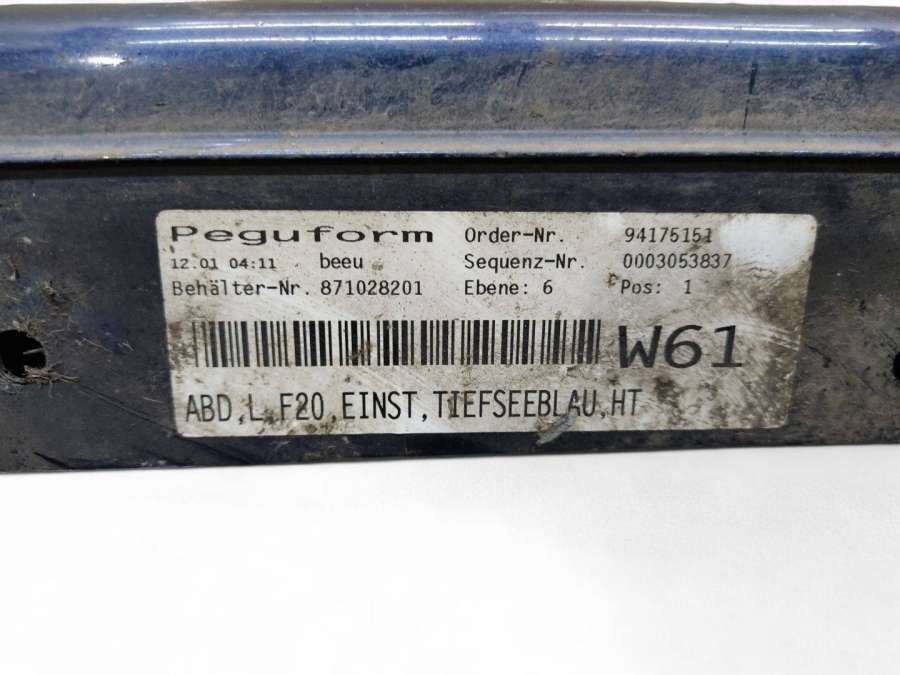 Peguform Order-Nr. 94175151
12.01 04:11 beeu Sequenz-Nr. 0003053837
Behälter-Nr. 871028201 Ebene: 6 Pos: 1
W61
ABD,L,F20,EINST,TIEFSEEBLAU,HT